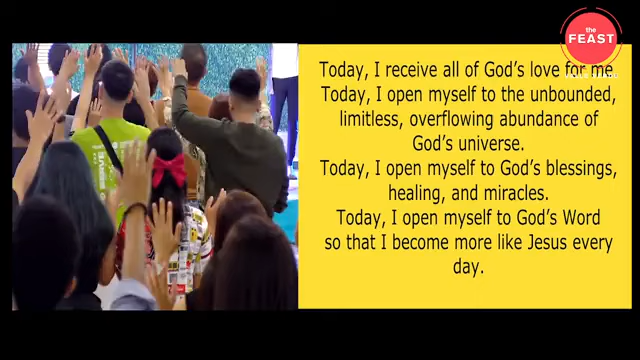 the
FEAST
Today, I receive all of God's love for me
Today, I open myself to the unbounded,
limitless, overflowing abundance of
God's universe.
Today, I open myself to God's blessings,
healing, and miracles.
Today, I open myself to God's Word
so that I become more like Jesus every
day.